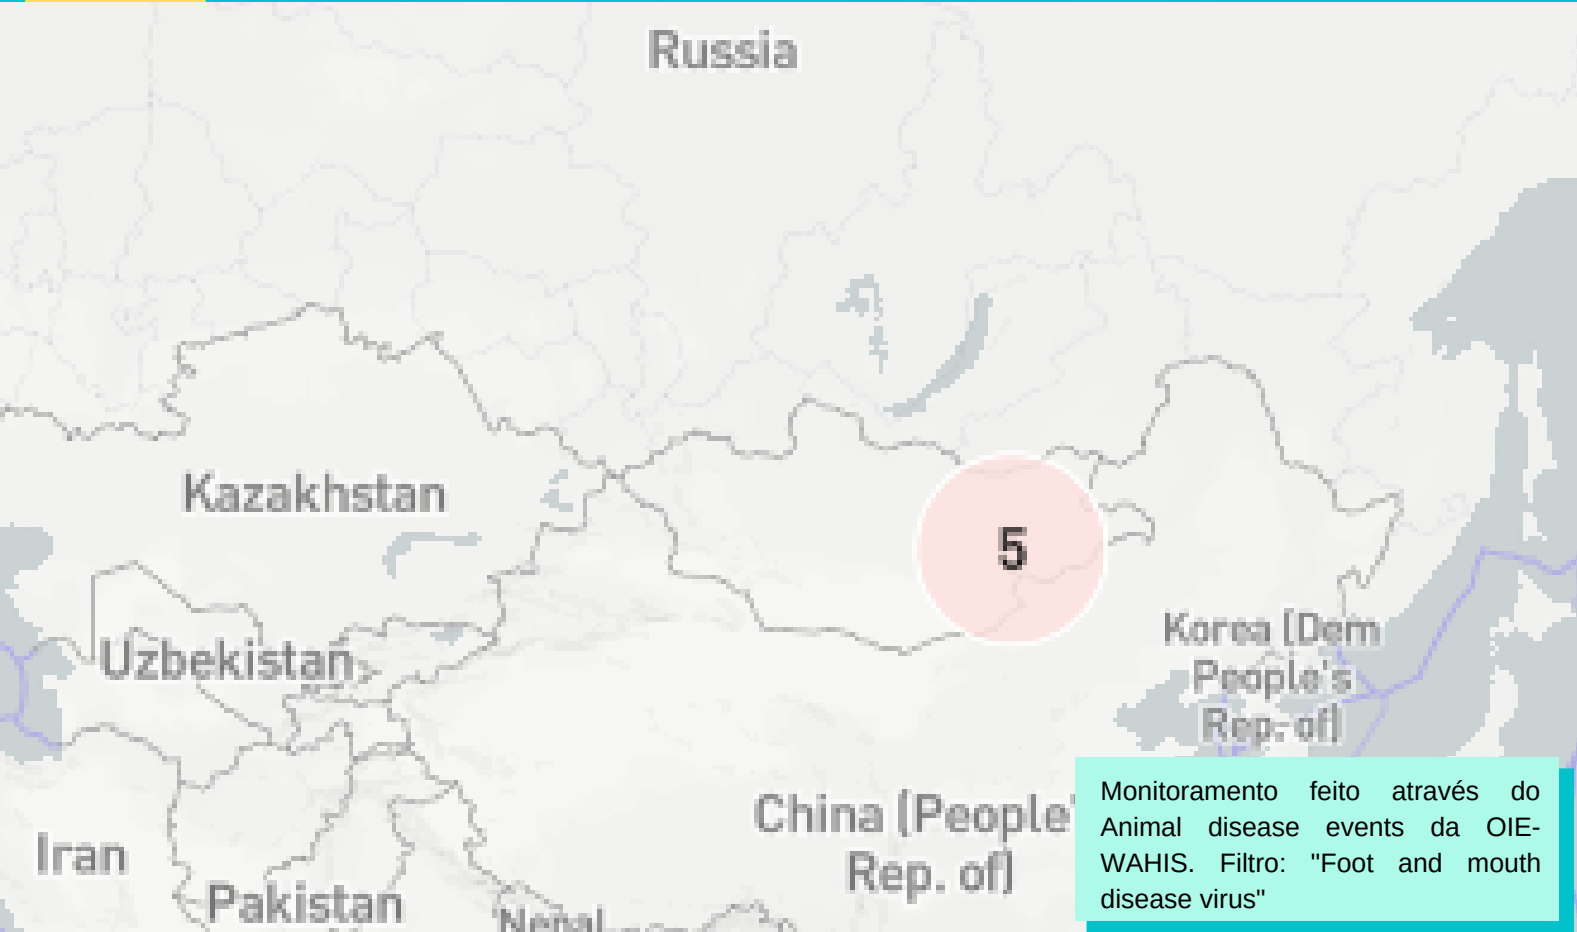 Russia
Kazakhstan
5
Uzbekistan
Korea (Dem
People's
Rep. of)
China (People'
Rep. of)
Iran
Pakistan
Nepal
Monitoramento feito através do
Animal disease events da OIE-
WAHIS. Filtro: "Foot and mouth
disease virus"